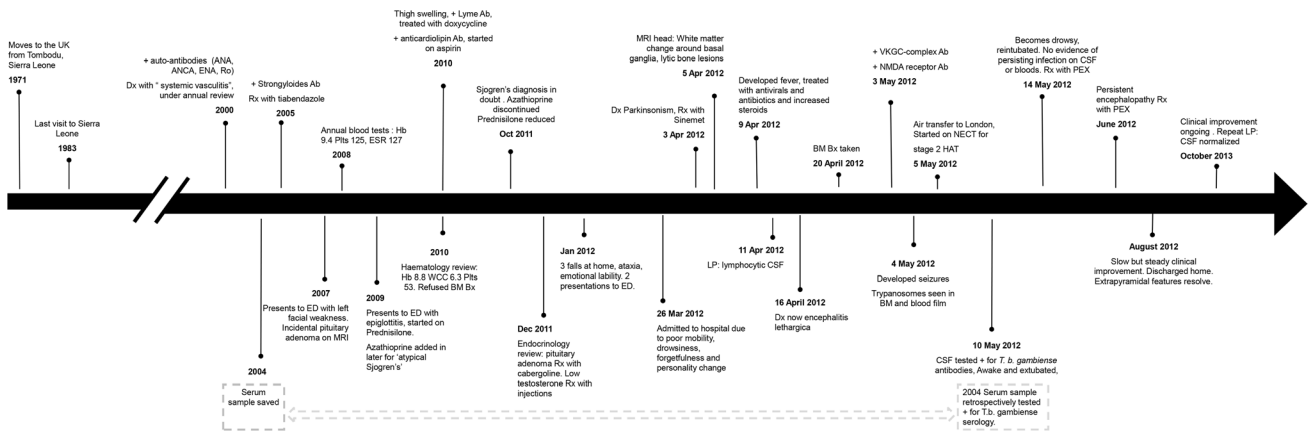 Moves to the UK
from Tombodu,
Sierra Leone
1971
Last visit to Sierra
Leone
1983
+ auto-antibodies (ANA,
ANCA, ENA, Ro)
Dx with “ systemic vasculitis”,
under annual review
2000
+ Strongyloides Ab
Rx with tiabendazole
2005
Annual blood tests : Hb
9.4 Plts 125, ESR 127
2008
Thigh swelling, + Lyme Ab,
treated with doxycycline
+ anticardiolipin Ab, started
on aspirin
2010
Sjogren’s diagnosis in
doubt . Azathioprine
discontinued
Prednisilone reduced
Oct 2011
Dx Parkinsonism, Rx with
Sinemet
3 Apr 2012
MRI head: White matter
change around basal
ganglia, lytic bone lesions
5 Apr 2012
Developed fever, treated
with antivirals and
antibiotics and increased
steroids
9 Apr 2012
BM Bx taken
20 April 2012
+ VKGC-complex Ab
+ NMDA receptor Ab
3 May 2012
Air transfer to London,
Started on NECT for
stage 2 HAT
5 May 2012
Becomes drowsy,
reintubated. No evidence of
persisting infection on CSF
or bloods. Rx with PEX
14 May 2012
Persistent
encephalopathy Rx
with PEX
June 2012
Clinical improvement
ongoing . Repeat LP:
CSF normalized
October 2013
2004
Serum
sample saved
2007
Presents to ED with left
facial weakness.
Incidental pituitary
adenoma on MRI
2009
Presents to ED with
epiglottitis, started on
Prednisilone.
Azathioprine added in
later for ‘atypical
Sjogren’s’
2010
Haematology review:
Hb 8.8 WCC 6.3 Plts
53. Refused BM Bx
Dec 2011
Endocrinology
review: pituitary
adenoma Rx with
cabergoline. Low
testosterone Rx with
injections
Jan 2012
3 falls at home, ataxia,
emotional lability. 2
presentations to ED.
26 Mar 2012
Admitted to hospital due
to poor mobility,
drowsiness,
forgetfulness and
personality change
11 Apr 2012
LP: lymphocytic CSF
16 April 2012
Dx now encephalitis
lethargica
4 May 2012
Developed seizures
Trypanosomes seen in
BM and blood film
10 May 2012
CSF tested + for T. b. gambiense
antibodies, Awake and extubated,
2004 Serum sample
retrospectively tested
+ for T.b. gambiense
serology.
August 2012
Slow but steady clinical
improvement. Discharged home.
Extrapyramidal features resolve.